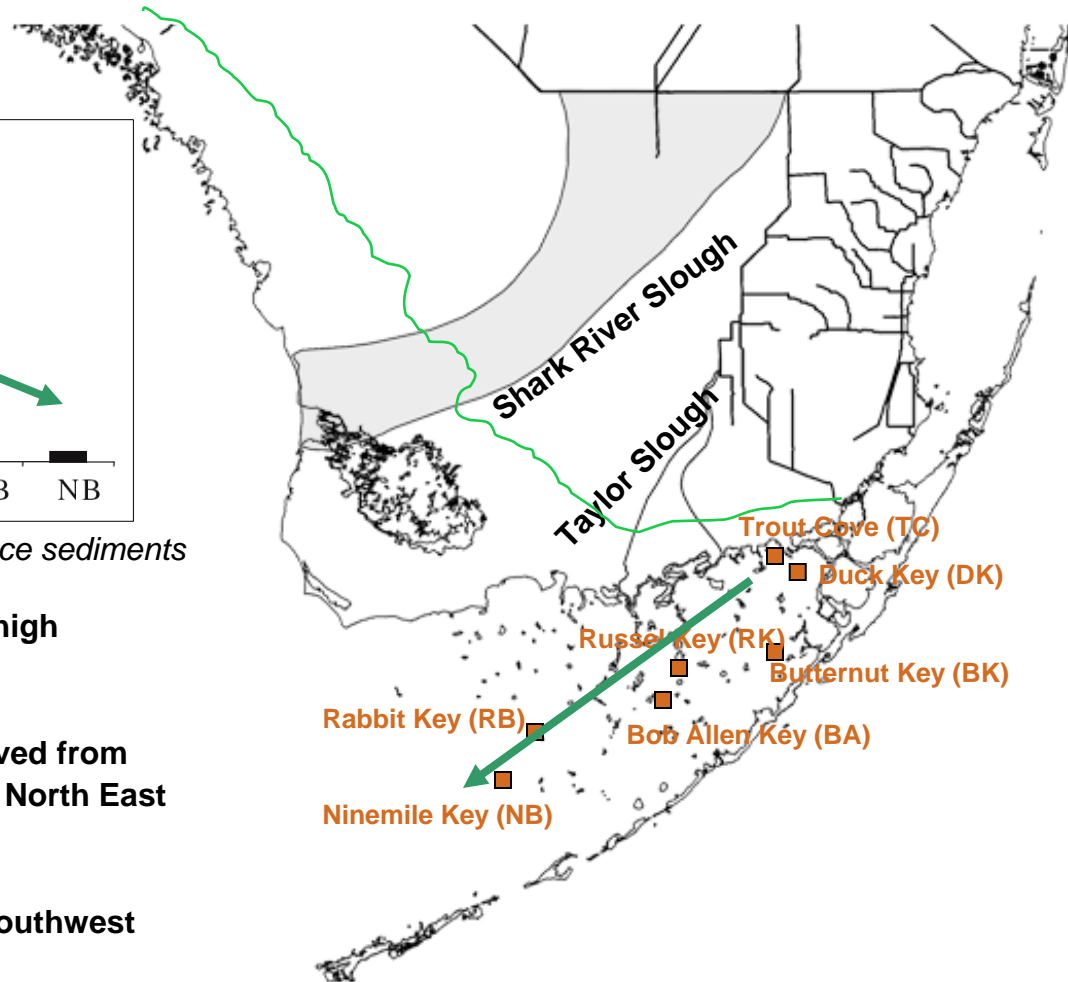 Shark River Slough
Taylor Slough
NB
ce sediments
Trout Cove (TC)
Duck Key (DK)
high
Russel Key (RK)
Butternut Key (BK)
Rabbit Key (RB)
Bob Allen Key (BA)
ved from
North East
Ninemile Key (NB)
outhwest